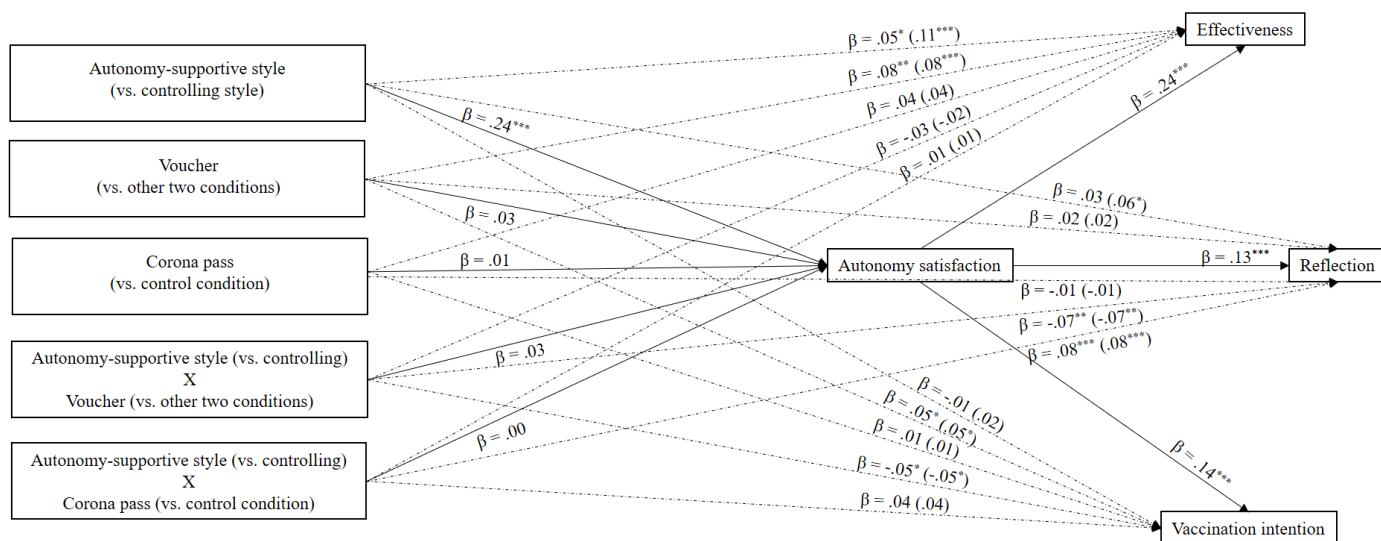 Effectiveness
Autonomy-supportive style
(vs. controlling style)
β = .05* (.11***)
β = .08** (.08***)
β = .04 (.04)
β = -.03 (-.02)
β = .01 (.01)
β = .24***
β = .24***
Voucher
(vs. other two conditions)
β = .03
β = .03 (.06*)
β = .02 (.02)
Corona pass
(vs. control condition)
β = .01
Autonomy satisfaction
β = .13***
Reflection
β = -.01 (-.01)
β = -.07** (-.07**)
β = .08*** (.08***)
Autonomy-supportive style (vs. controlling)
X
Voucher (vs. other two conditions)
β = .03
β = -.01 (.02)
β = .05* (.05*)
β = .01 (.01)
β = -.05* (-.05*)
β = .04 (.04)
β = .14***
Autonomy-supportive style (vs. controlling)
X
Corona pass (vs. control condition)
β = .00
Vaccination intention